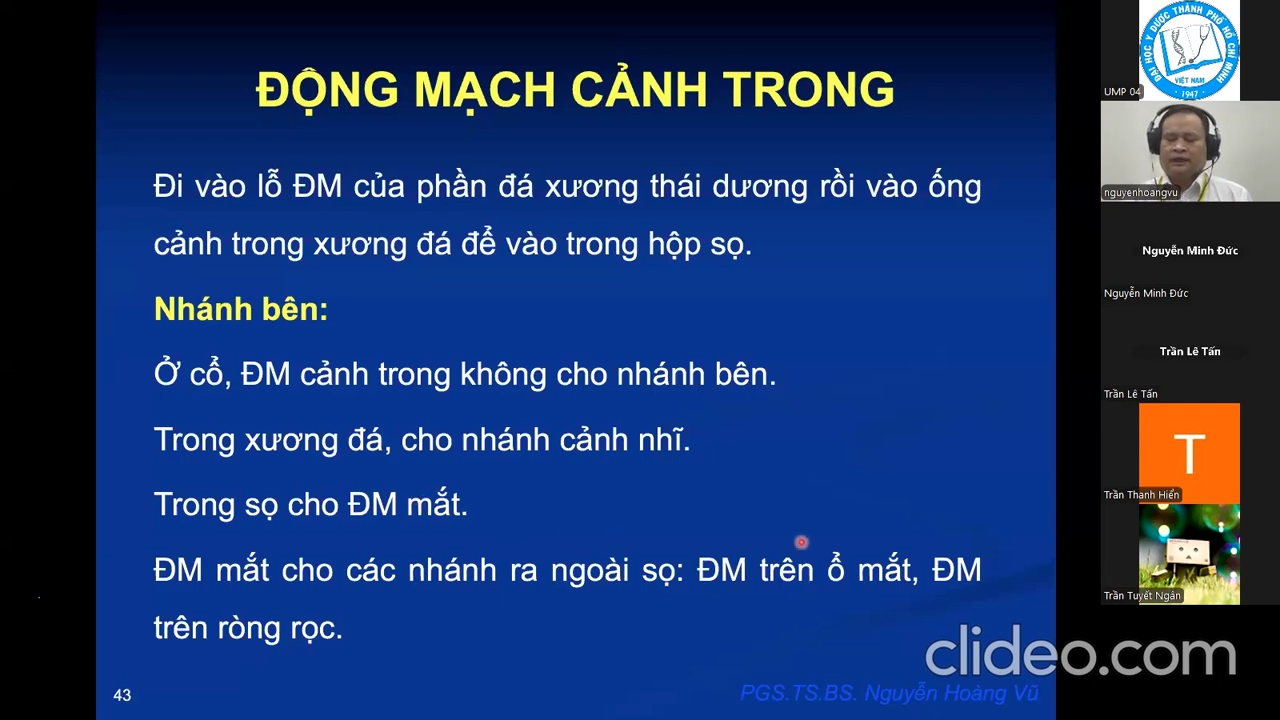 ĐỘNG MẠCH CẢNH TRONG
Đi vào lỗ ĐM của phần đá xương thái dương rồi vào ống
cảnh trong xương đá để vào trong hộp sọ.
Nhánh bên:
Ở cổ, ĐM cảnh trong không cho nhánh bên.
Trong xương đá, cho nhánh cảnh nhĩ.
Trong sọ cho ĐM mắt.
ĐM mắt cho các nhánh ra ngoài sọ: ĐM trên ổ mắt, ĐM
trên ròng rọc.
43
PGS.TS.BS. Nguyễn Hoàng Vũ
clideo.com
ĐẠI HỌC Y DƯỢC THÀNH PHỐ HỒ CHÍ MINH
VIỆT NAM
1947
UMP 04
nguyenhoangvu
Nguyễn Minh Đức
Nguyễn Minh Đức
Trần Lê Tấn
Trần Lê Tấn
T
Trần Thanh Hiển
Trần Tuyết Ngân